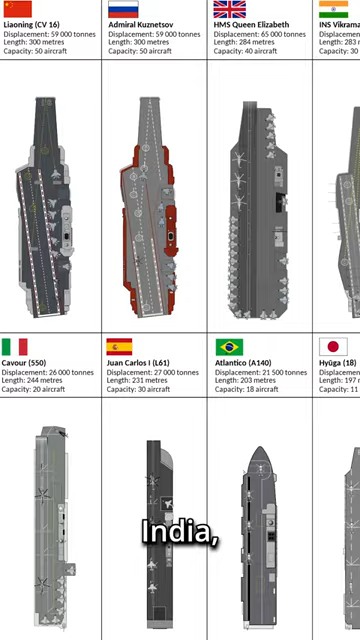 Liaoning (CV 16)
Displacement: 59 000 tonnes
Length: 300 metres
Capacity: 50 aircraft
Admiral Kuznetsov
Displacement: 59 000 tonnes
Length: 300 metres
Capacity: 50 aircraft
HMS Queen Elizabeth
Displacement: 65 000 tonnes
Length: 284 metres
Capacity: 40 aircraft
INS Vikrama
Displacement:
Length: 283
Capacity: 30
Cavour (550)
Displacement: 26 000 tonnes
Length: 244 metres
Capacity: 20 aircraft
Juan Carlos I (L61)
Displacement: 27 000 tonnes
Length: 231 metres
Capacity: 30 aircraft
Atlantico (A140)
Displacement: 21 500 tonnes
Length: 203 metres
Capacity: 18 aircraft
Hyūga (18)
Displacement:
Length: 197
Capacity: 11
India,